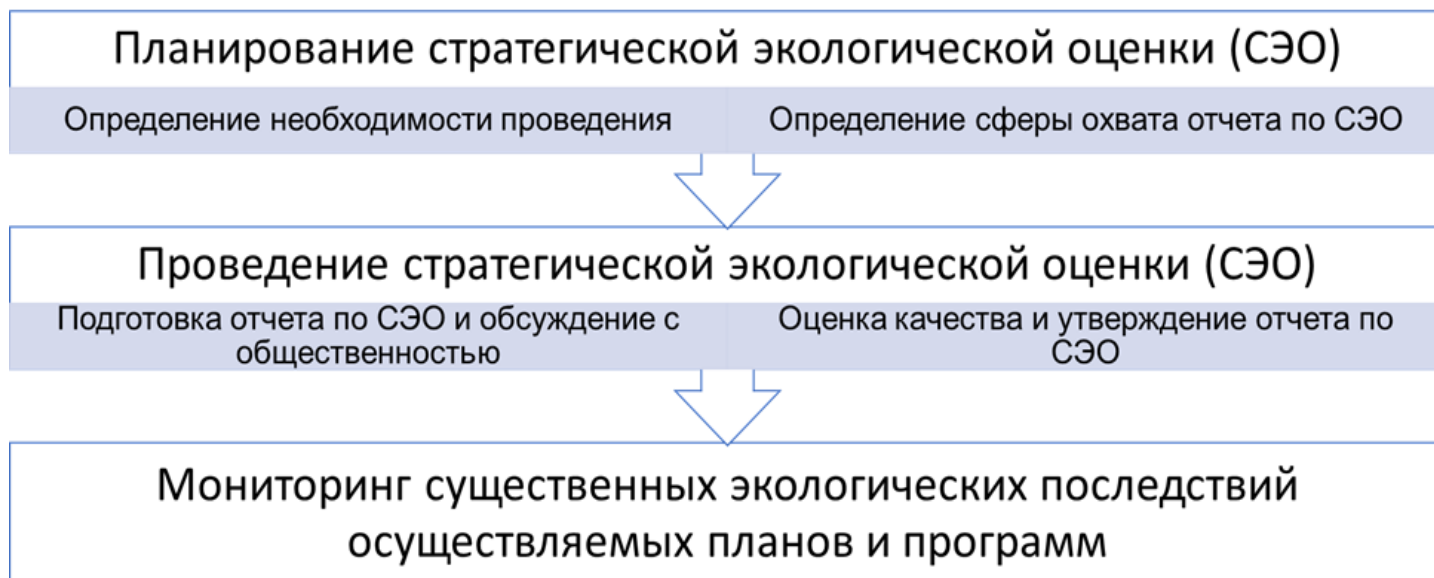 Планирование стратегической экологической оценки (СЭО)
Определение необходимости проведения
Определение сферы охвата отчета по СЭО
Проведение стратегической экологической оценки (СЭО)
Подготовка отчета по СЭО и обсуждение с
общественностью
Оценка качества и утверждение отчета по
СЭО
Мониторинг существенных экологических последствий
осуществляемых планов и программ